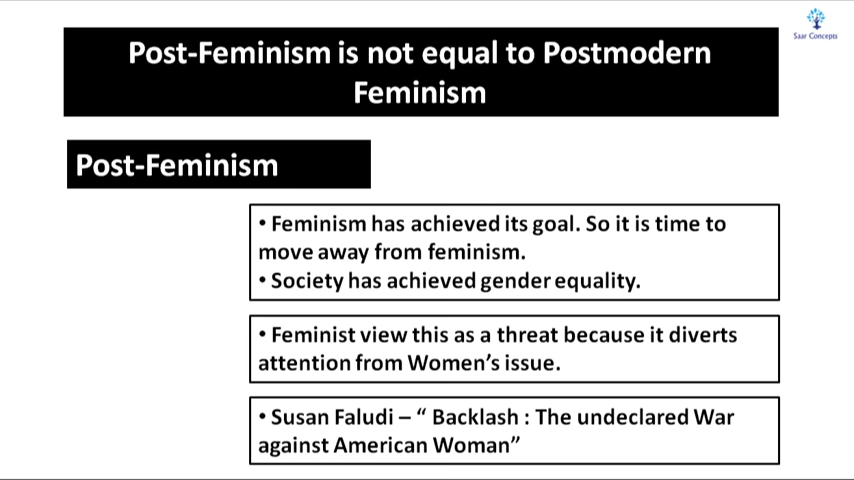 Saar Concepts
Post-Feminism is not equal to Postmodern
Feminism
Post-Feminism
• Feminism has achieved its goal. So it is time to
move away from feminism.
• Society has achieved gender equality.
• Feminist view this as a threat because it diverts
attention from Women’s issue.
• Susan Faludi – “ Backlash : The undeclared War
against American Woman”